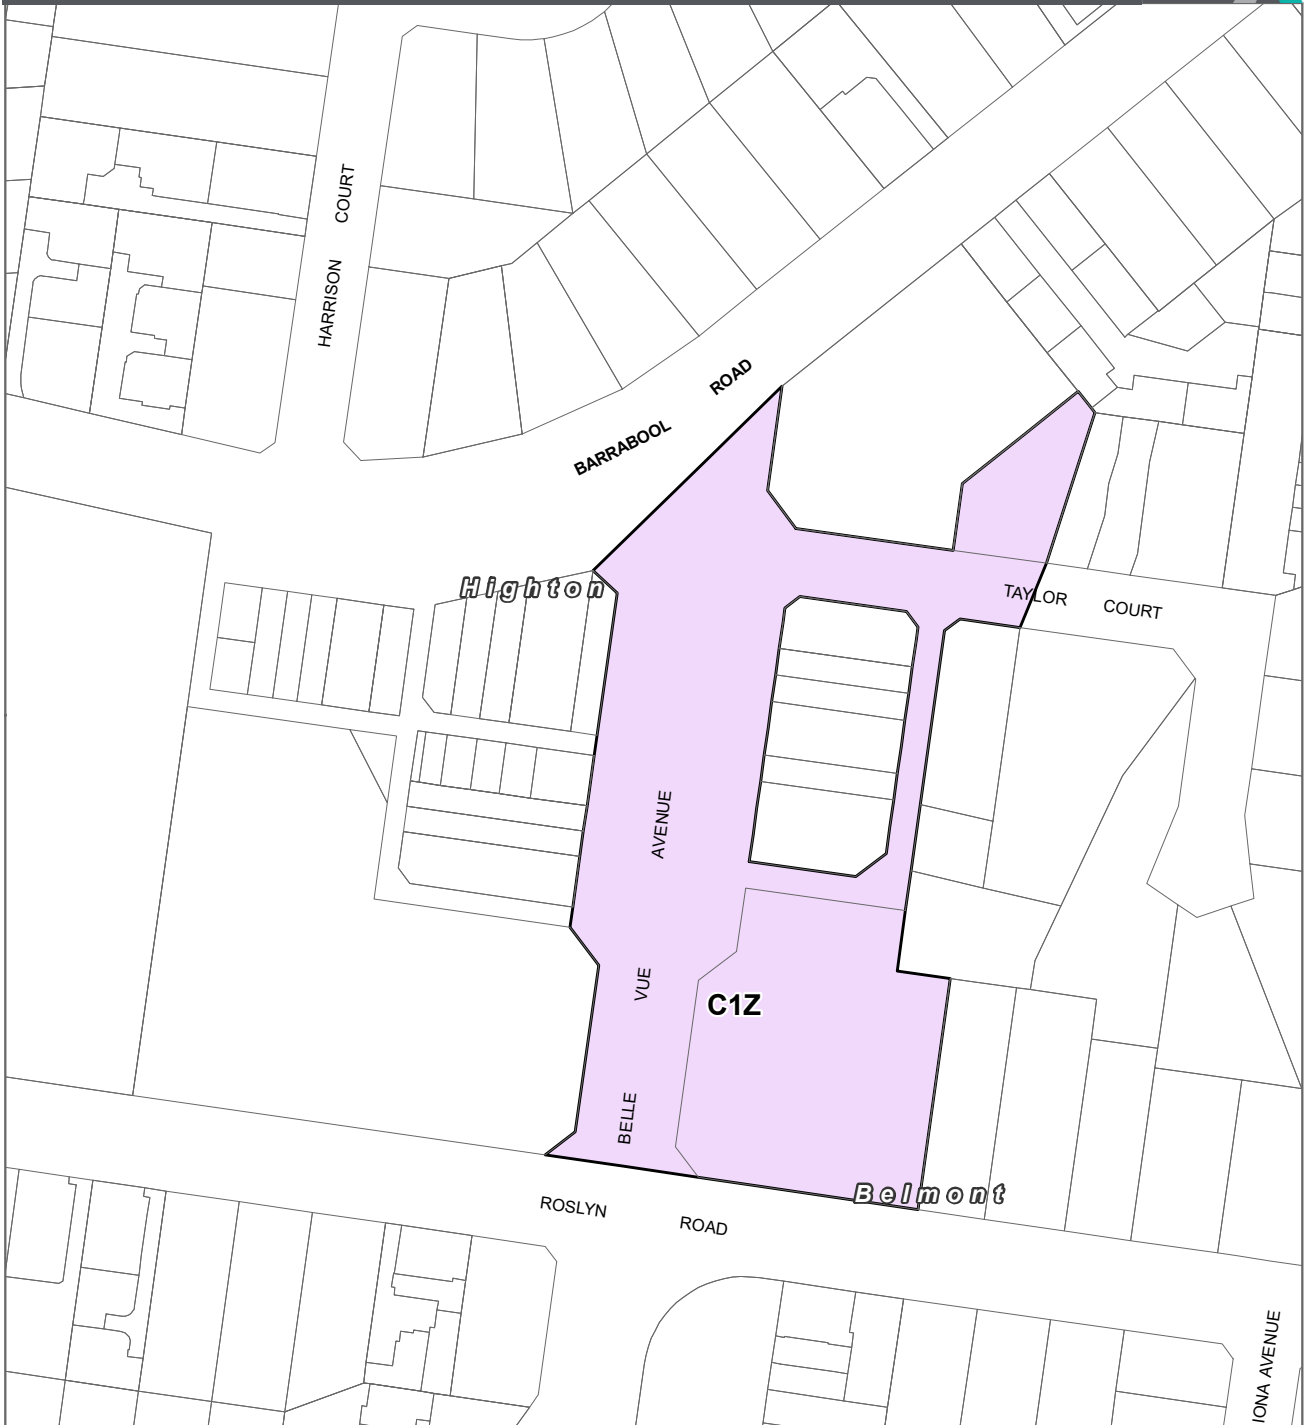 COURT
HARRISON
ROAD
BARRABOOL
Highton
TAYLOR COURT
AVENUE
VUE
C1Z
BELLE
Belmont
ROSLYN ROAD
IONA AVENUE